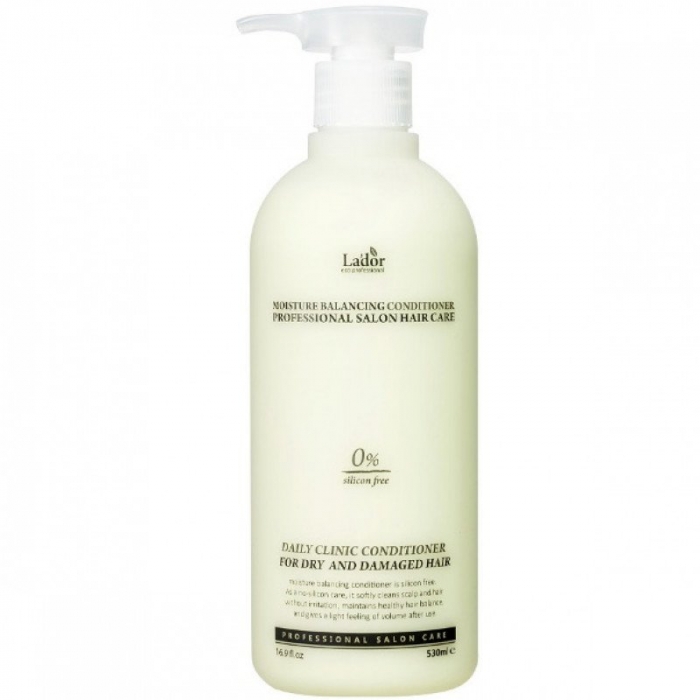 La'dor
eco professional
MOISTURE BALANCING CONDITIONER
PROFESSIONAL SALON HAIR CARE
0%
silicon free
DAILY CLINIC CONDITIONER
FOR DRY AND DAMAGED HAIR
moisture balancing conditioner is silicon free.
As a no-silicon care, it softly cleans scalp and hair
without irritation, maintains healthy hair balance
and gives a light feeling of volume after use.
PROFESSIONAL SALON CARE
16.9 fl.oz 530ml ℮